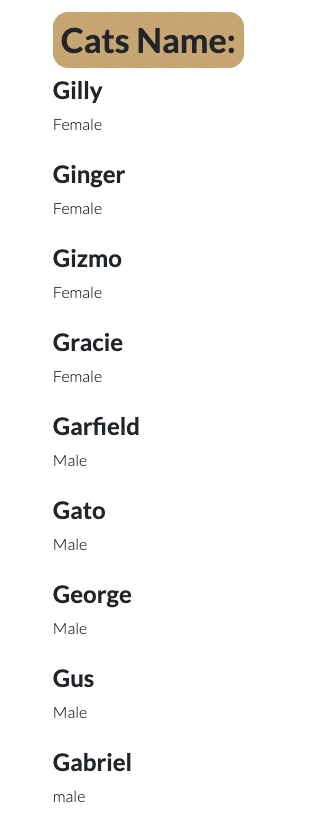 Cats Name:
Gilly
Female
Ginger
Female
Gizmo
Female
Gracie
Female
Garfield
Male
Gato
Male
George
Male
Gus
Male
Gabriel
male